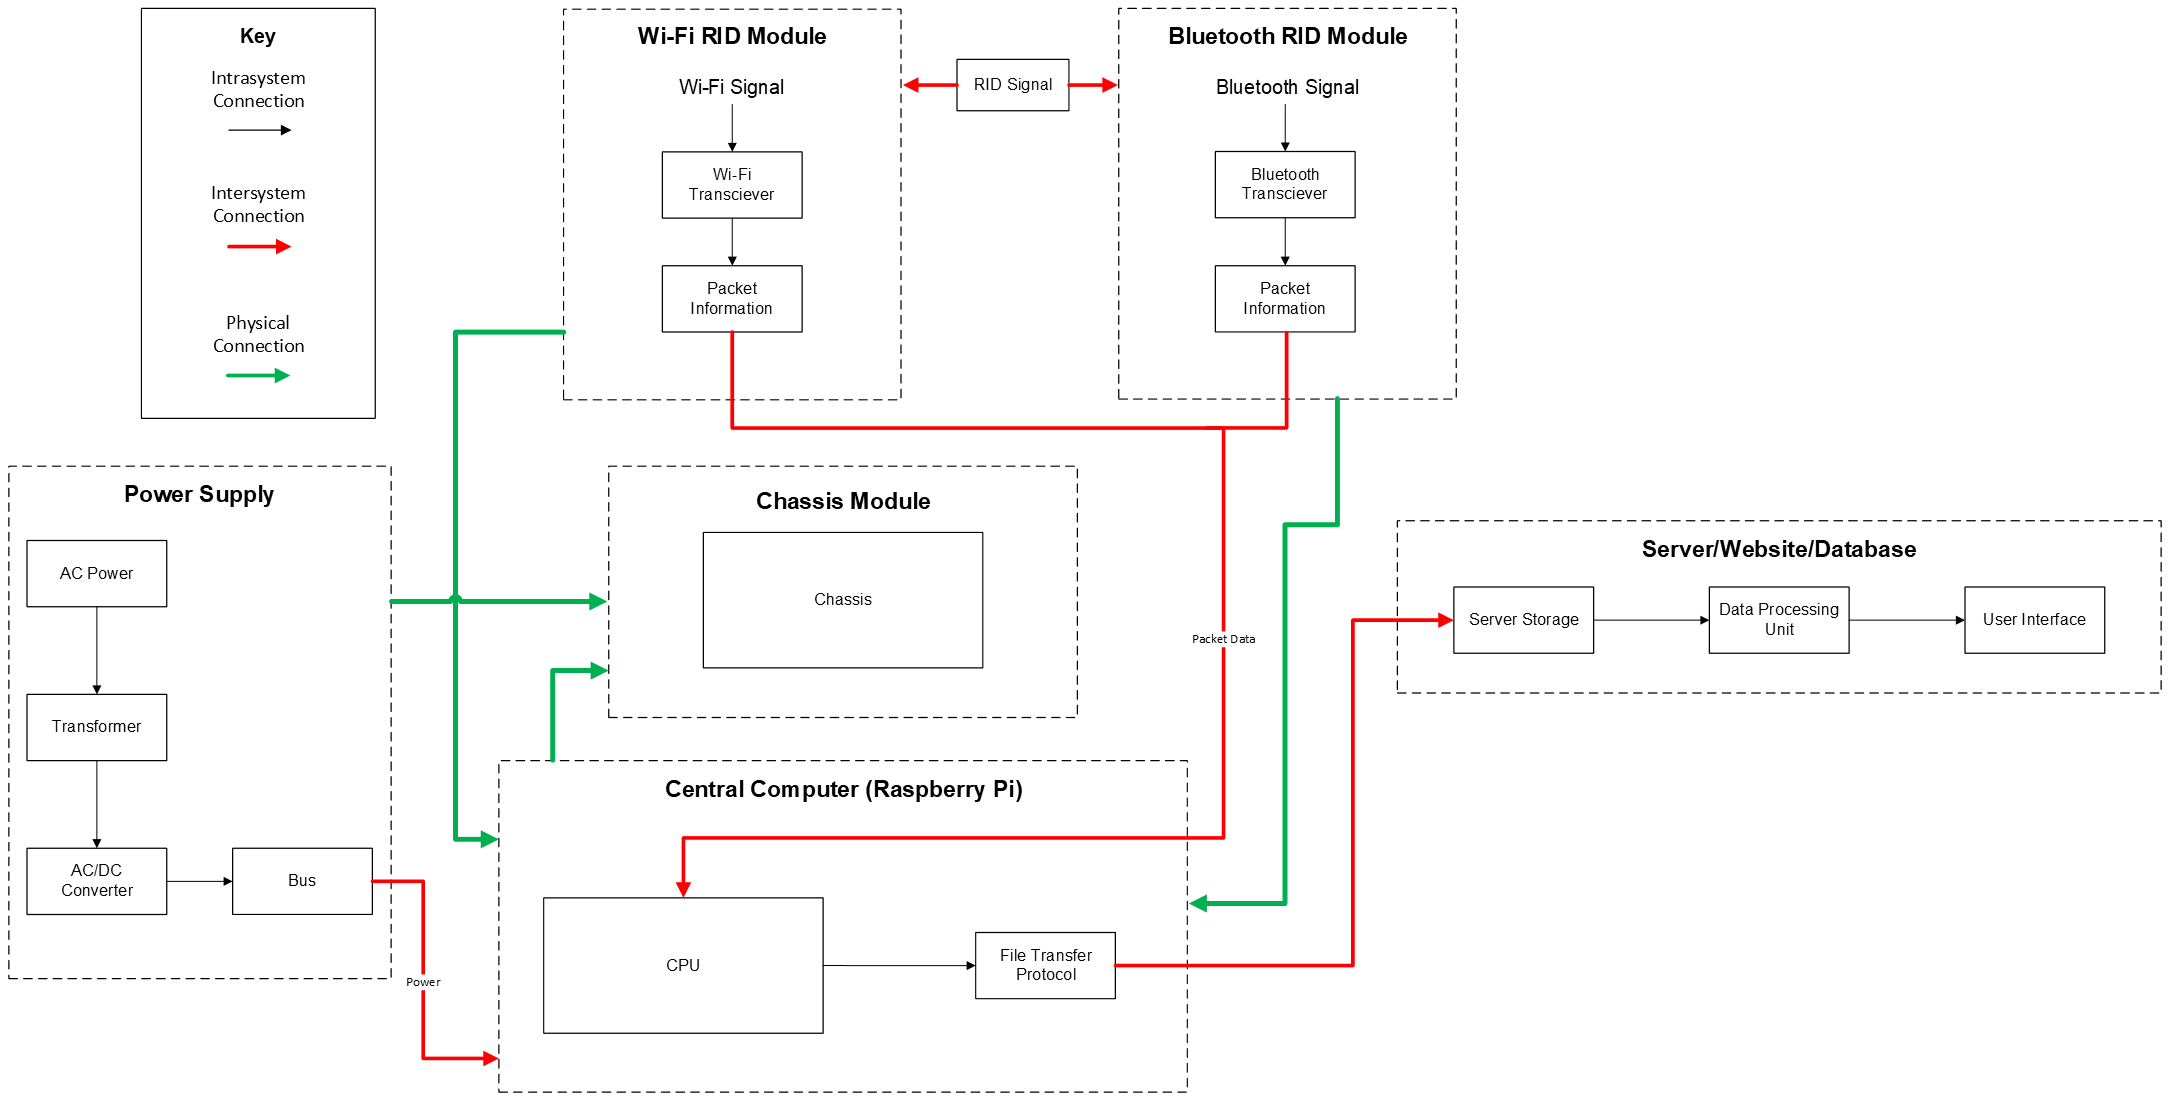 Key
Intrasystem
Connection
Intersystem
Connection
Physical
Connection
Wi-Fi RID Module
Wi-Fi Signal
Wi-Fi
Transciever
Packet
Information
RID Signal
Bluetooth RID Module
Bluetooth Signal
Bluetooth
Transciever
Packet
Information
Power Supply
AC Power
Transformer
AC/DC
Converter
Bus
Power
Chassis Module
Chassis
Packet Data
Server/Website/Database
Server Storage
Data Processing
Unit
User Interface
Central Computer (Raspberry Pi)
CPU
File Transfer
Protocol